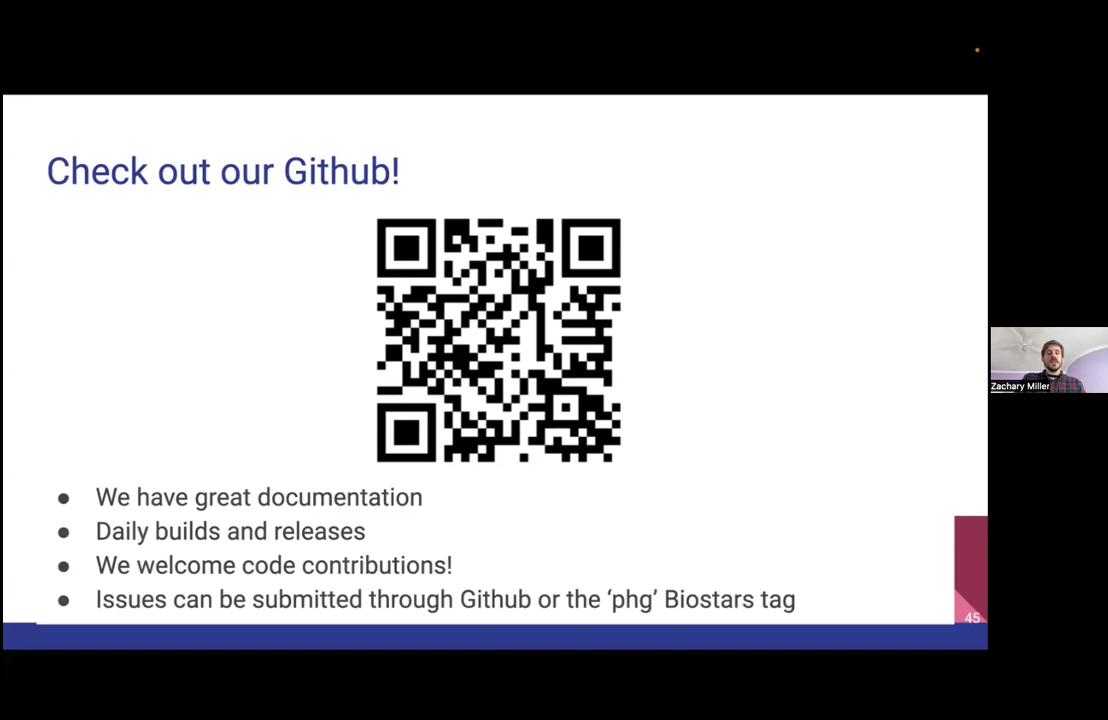 Check out our Github!
● We have great documentation
● Daily builds and releases
● We welcome code contributions!
● Issues can be submitted through Github or the ‘phg’ Biostars tag
45
Zachary Miller